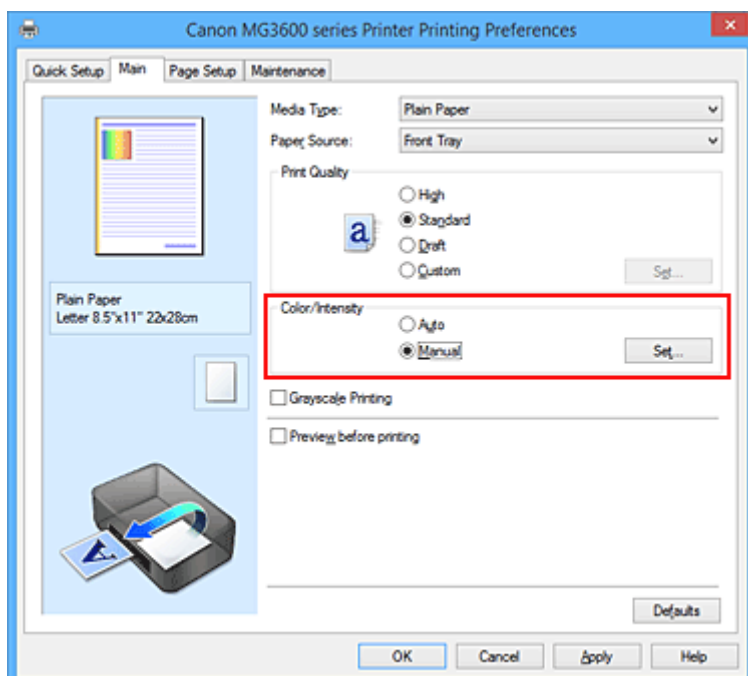 Canon MG3600 series Printer Printing Preferences
Quick Setup Main Page Setup Maintenance
Media Type: Plain Paper
Paper Source: Front Tray
Print Quality
High
Standard
Draft
Custom Set...
Plain Paper
Letter 8.5"x11" 22x28cm
Color/Intensity
Auto
Manual Set...
Grayscale Printing
Preview before printing
Defaults
OK Cancel Apply Help